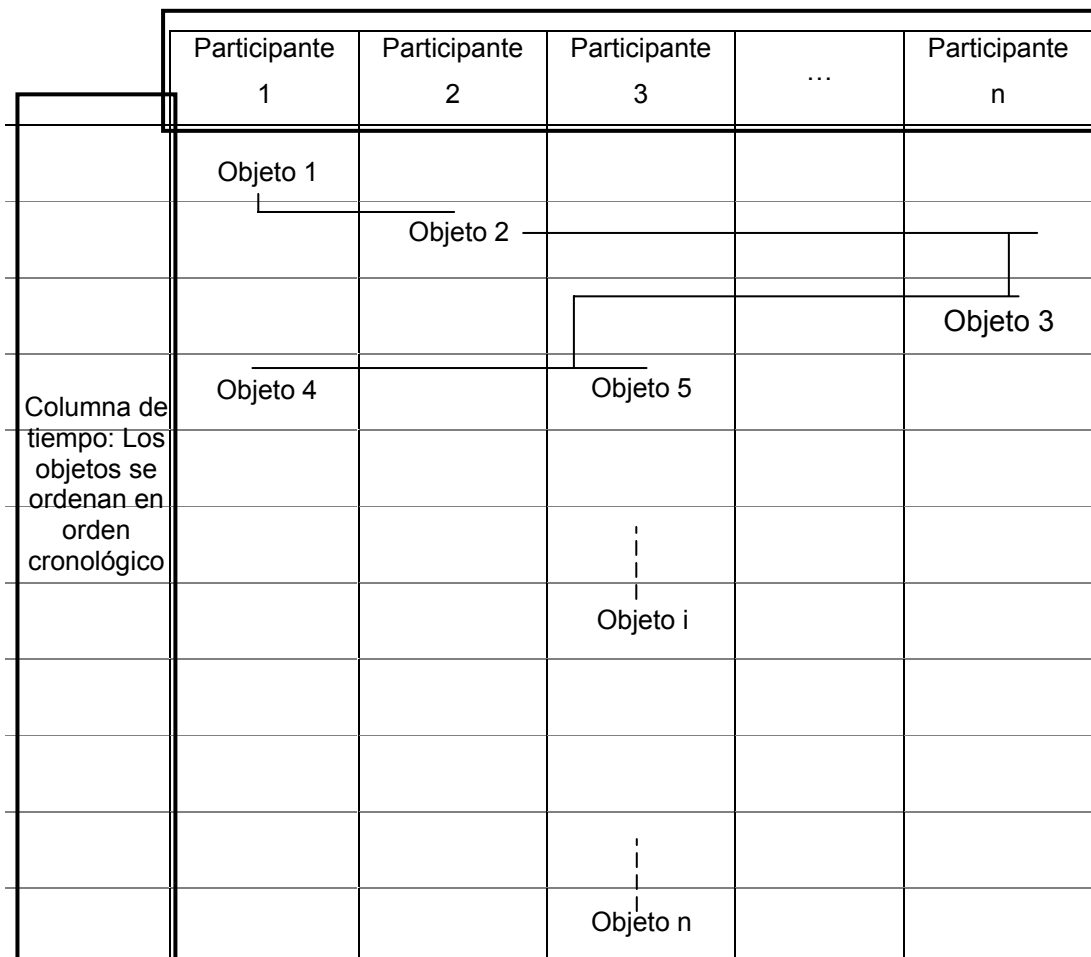 Participante
1
Participante
2
Participante
3
…
Participante
n
Objeto 1
Objeto 2
Objeto 3
Objeto 4
Objeto 5
Columna de
tiempo: Los
objetos se
ordenan en
orden
cronológico
Objeto i
Objeto n